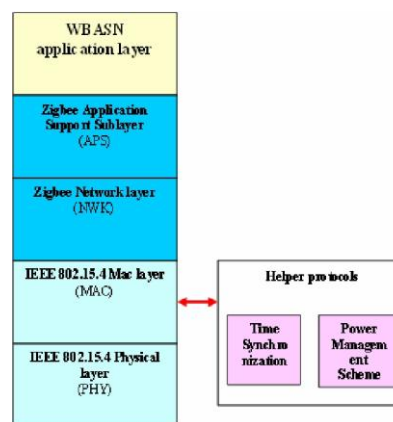 WBASN
application layer
Zigbee Application
Support Sublayer
(APS)
Zigbee Network layer
(NWK)
IEEE 802.15.4 Mac layer
(MAC)
IEEE 802.15.4 Physical
layer
(PHY)
Helper protocols
Time
Synchro
nization
Power
Managem
ent
Scheme